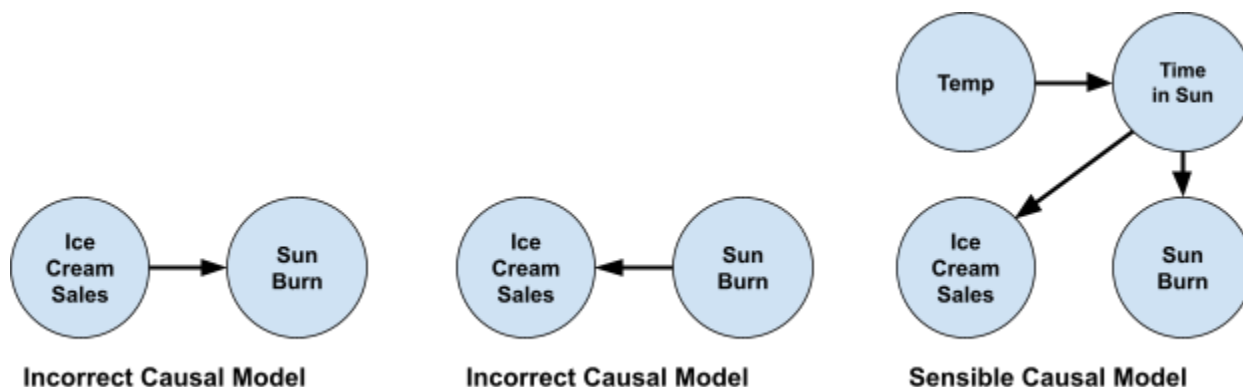 Temp
Time
in Sun
Ice
Cream
Sales
Sun
Burn
Ice
Cream
Sales
Sun
Burn
Ice
Cream
Sales
Sun
Burn
Incorrect Causal Model
Incorrect Causal Model
Sensible Causal Model